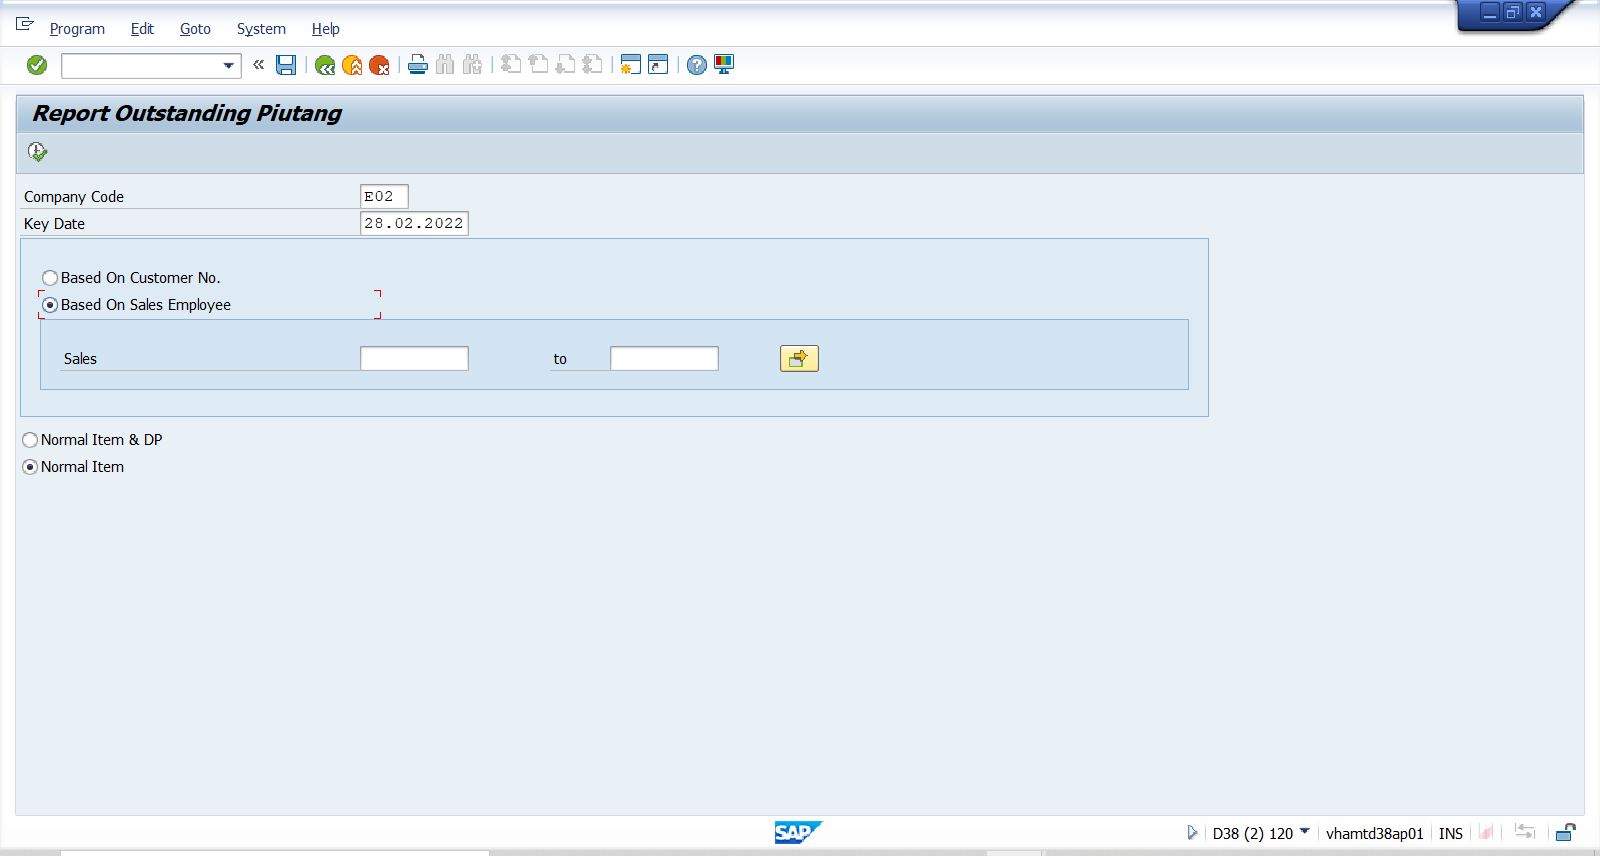 Program Edit Goto System Help
Report Outstanding Piutang
Company Code E02
Key Date 28.02.2022
Based On Customer No.
Based On Sales Employee
Sales to
Normal Item & DP
Normal Item
SAP D38 (2) 120 vhamtd38ap01 INS